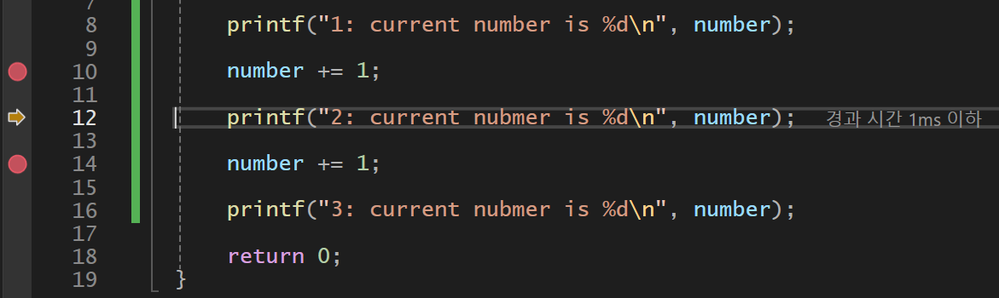 7
8 printf("1: current number is %d\n", number);
9
10 number += 1;
11
12 printf("2: current nubmer is %d\n", number); 경과 시간 1ms 이하
13
14 number += 1;
15
16 printf("3: current nubmer is %d\n", number);
17
18 return 0;
19 }